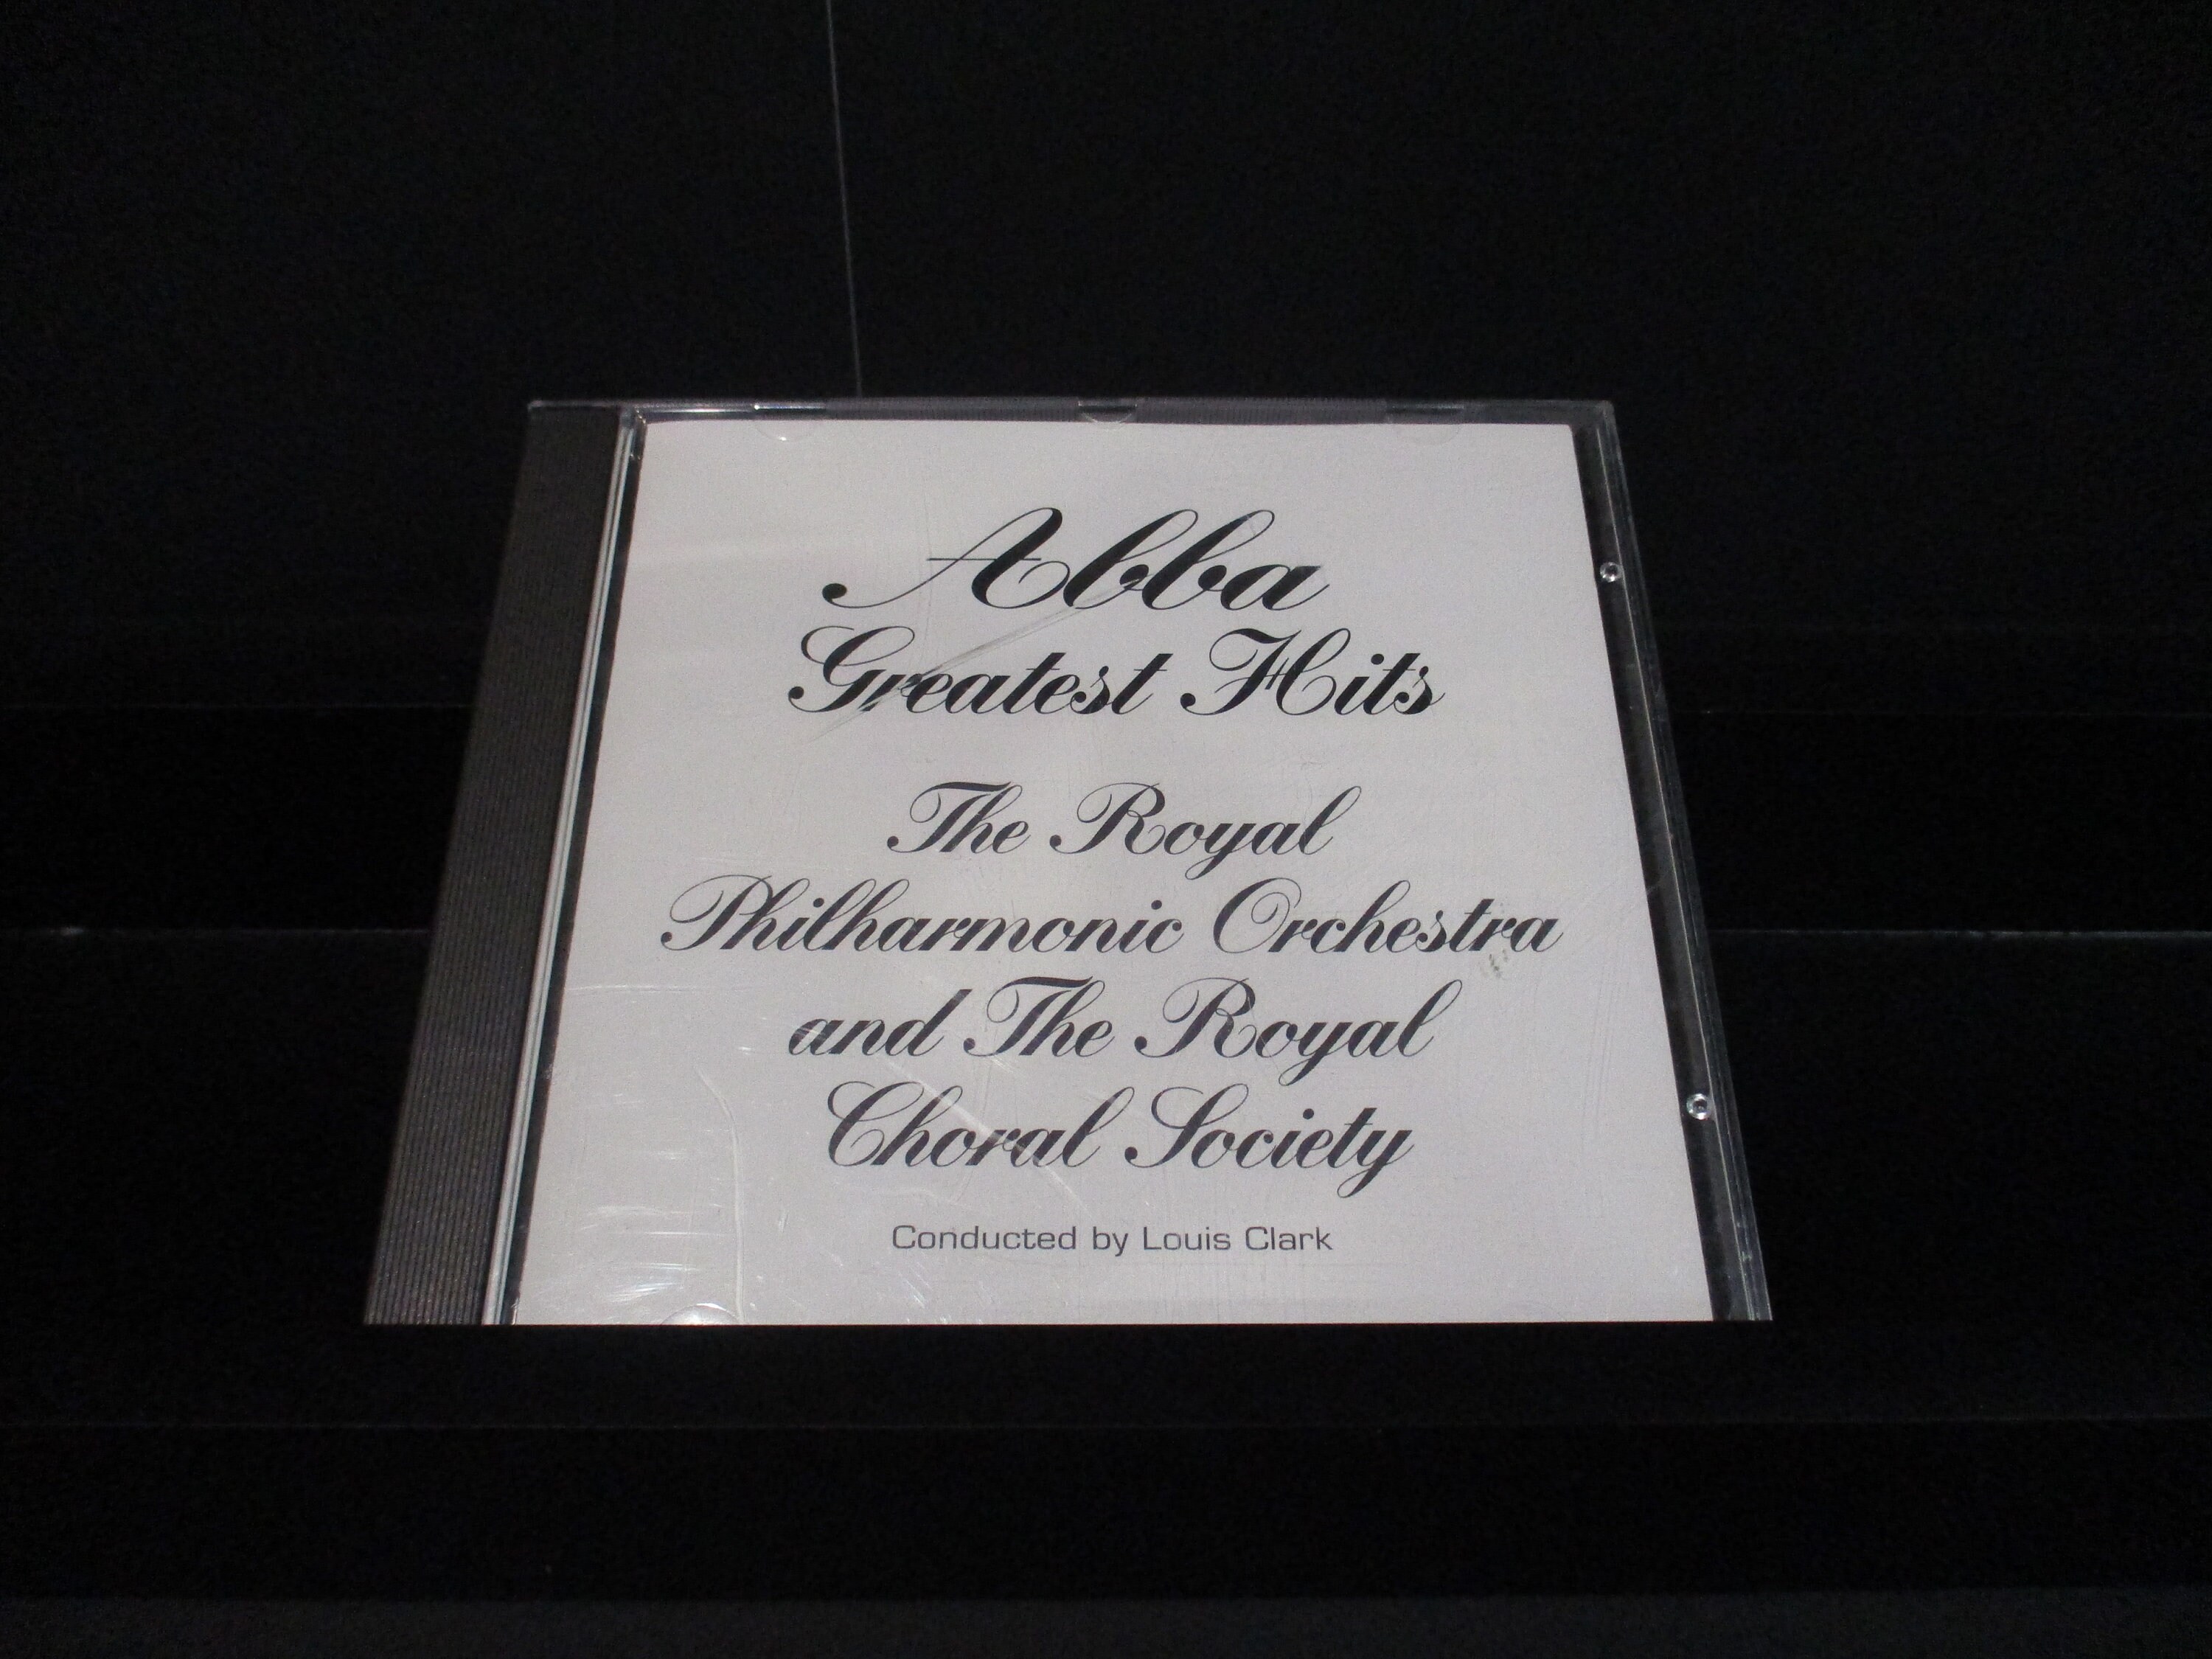 Abba
Greatest Hits
The Royal
Philharmonic Orchestra
and The Royal
Choral Society
Conducted by Louis Clark